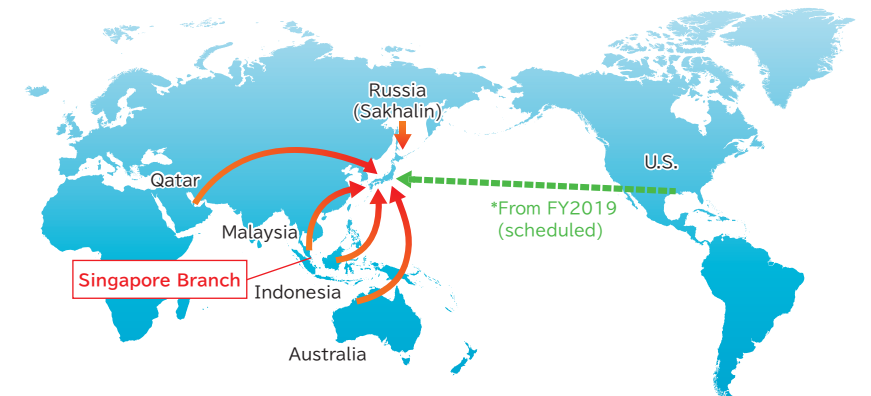 Russia
(Sakhalin)
U.S.
Qatar
*From FY2019
(scheduled)
Malaysia
Singapore Branch
Indonesia
Australia